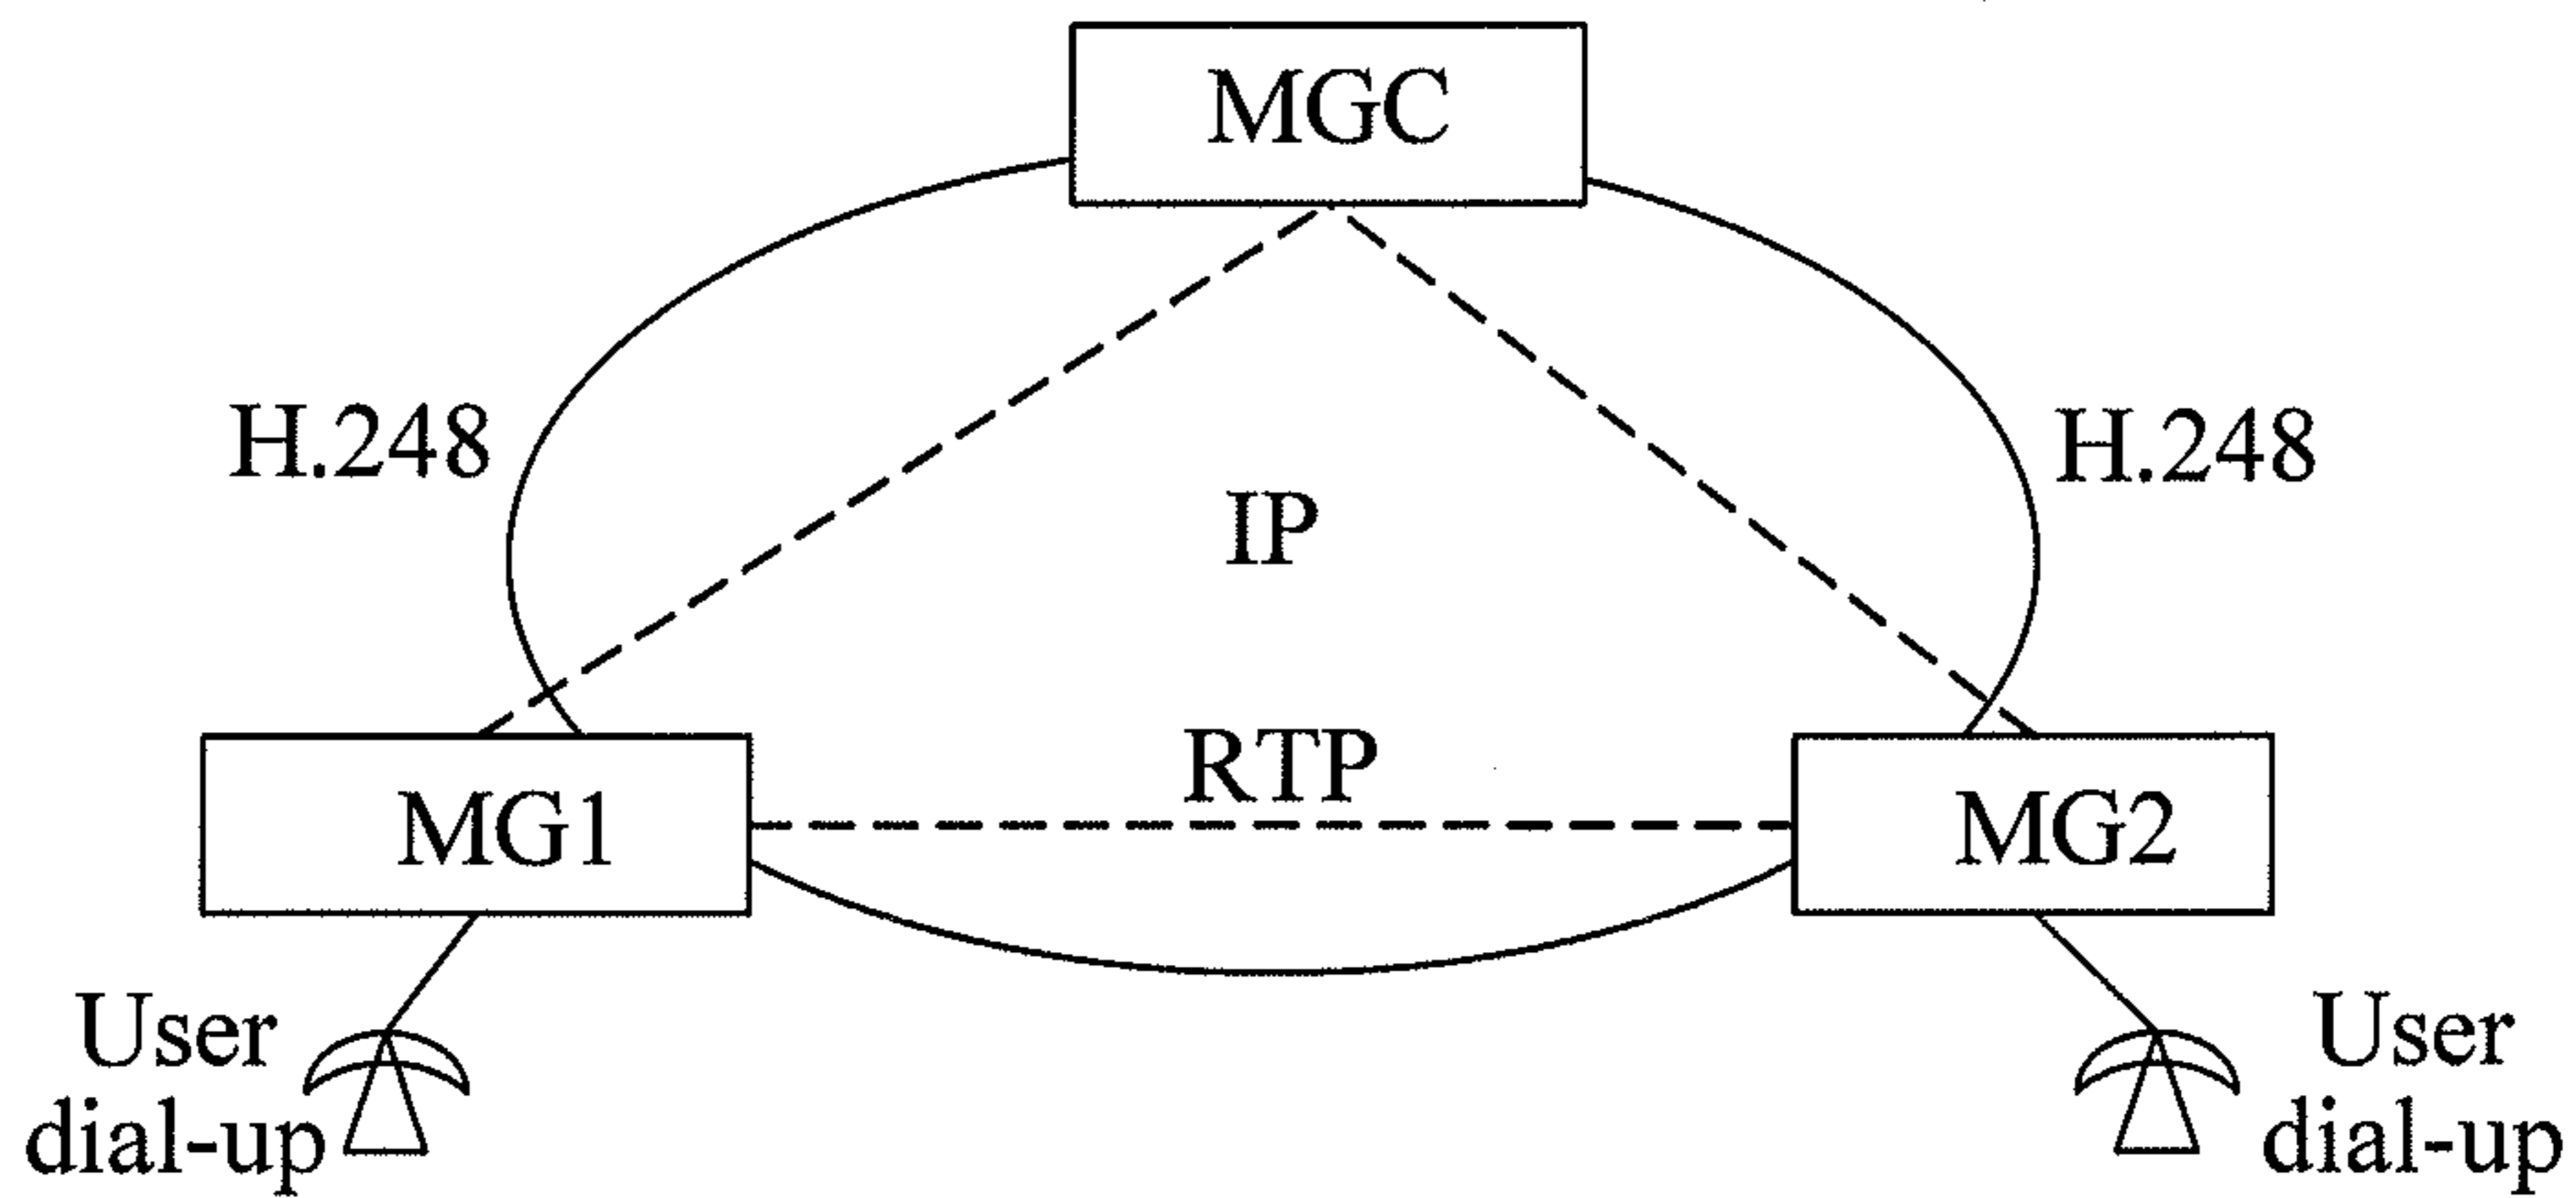 MGC
H.248
H.248
IP
RTP
MG1
MG2
User
dial-up
User
dial-up